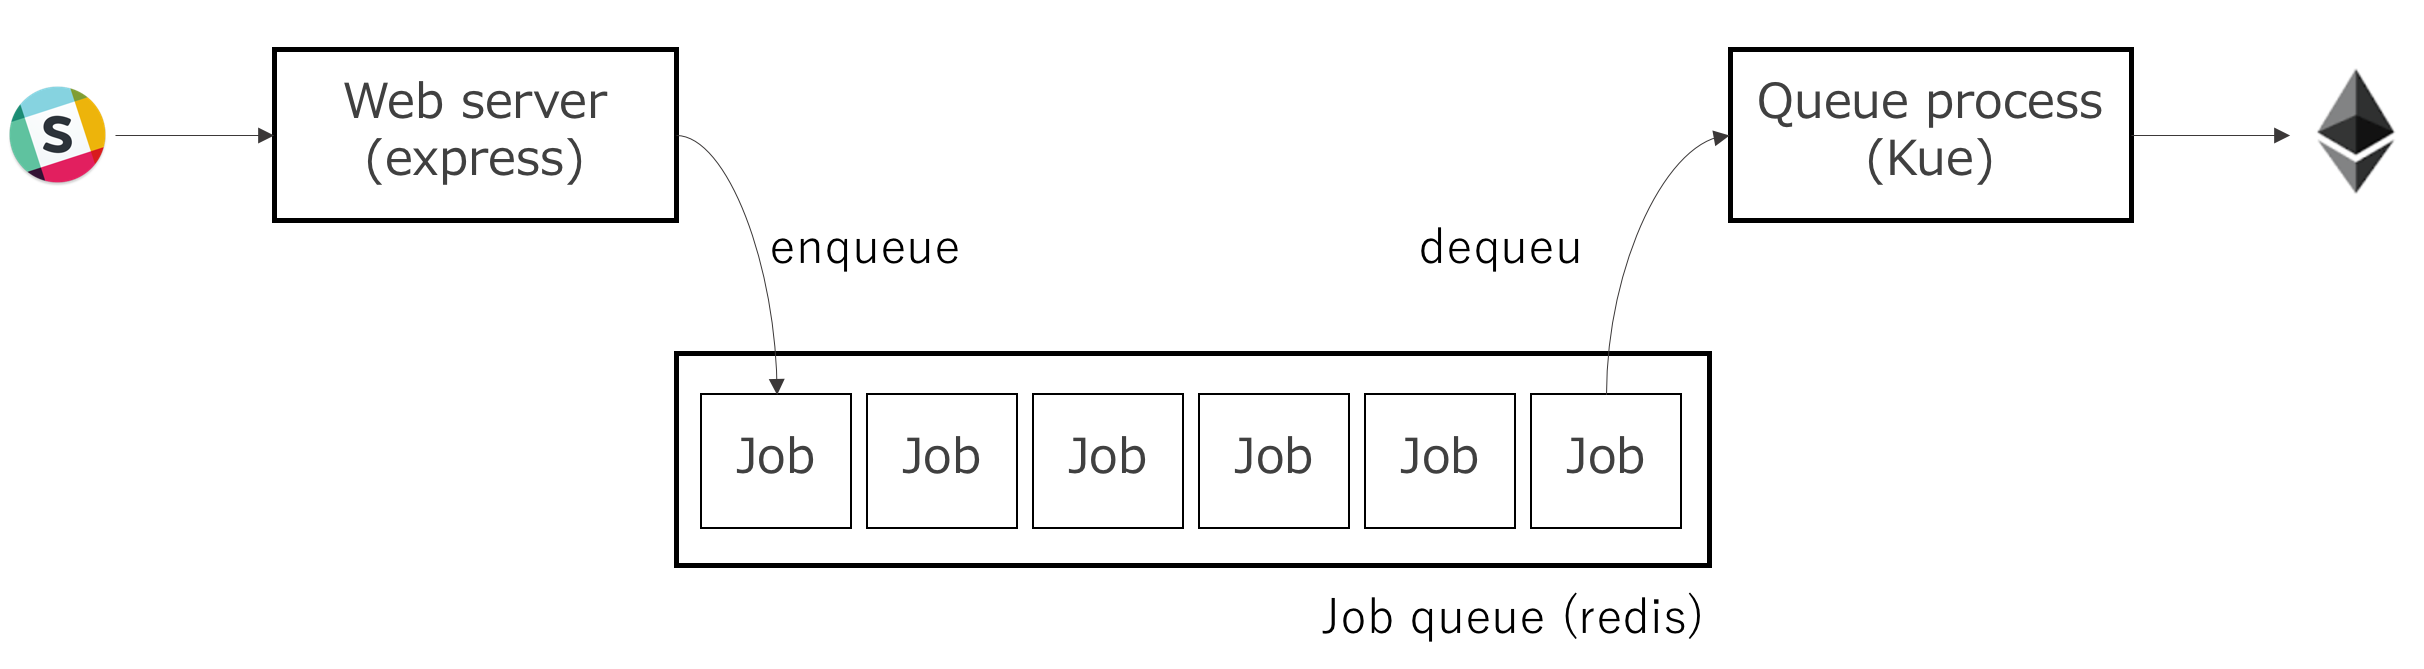 S
Web server
(express)
Queue process
(Kue)
enqueue
dequeu
Job
Job
Job
Job
Job
Job
Job queue (redis)